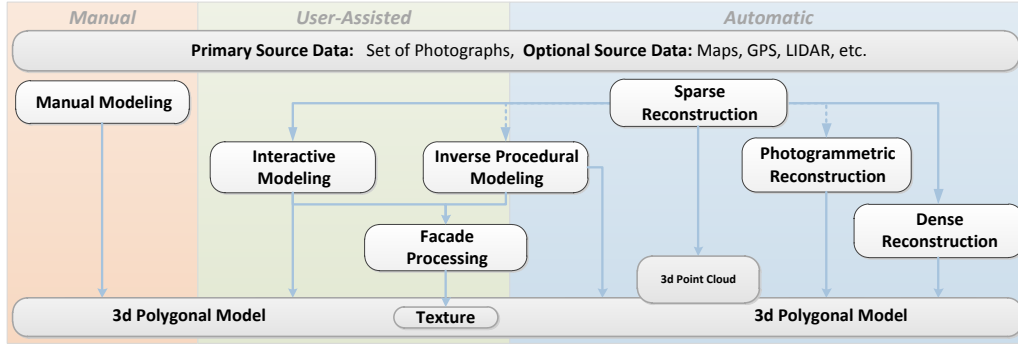 Manual
User-Assisted
Automatic
Primary Source Data: Set of Photographs, Optional Source Data: Maps, GPS, LIDAR, etc.
Manual Modeling
Sparse
Reconstruction
Interactive
Modeling
Inverse Procedural
Modeling
Photogrammetric
Reconstruction
Facade
Processing
Dense
Reconstruction
3d Point Cloud
3d Polygonal Model
Texture
3d Polygonal Model